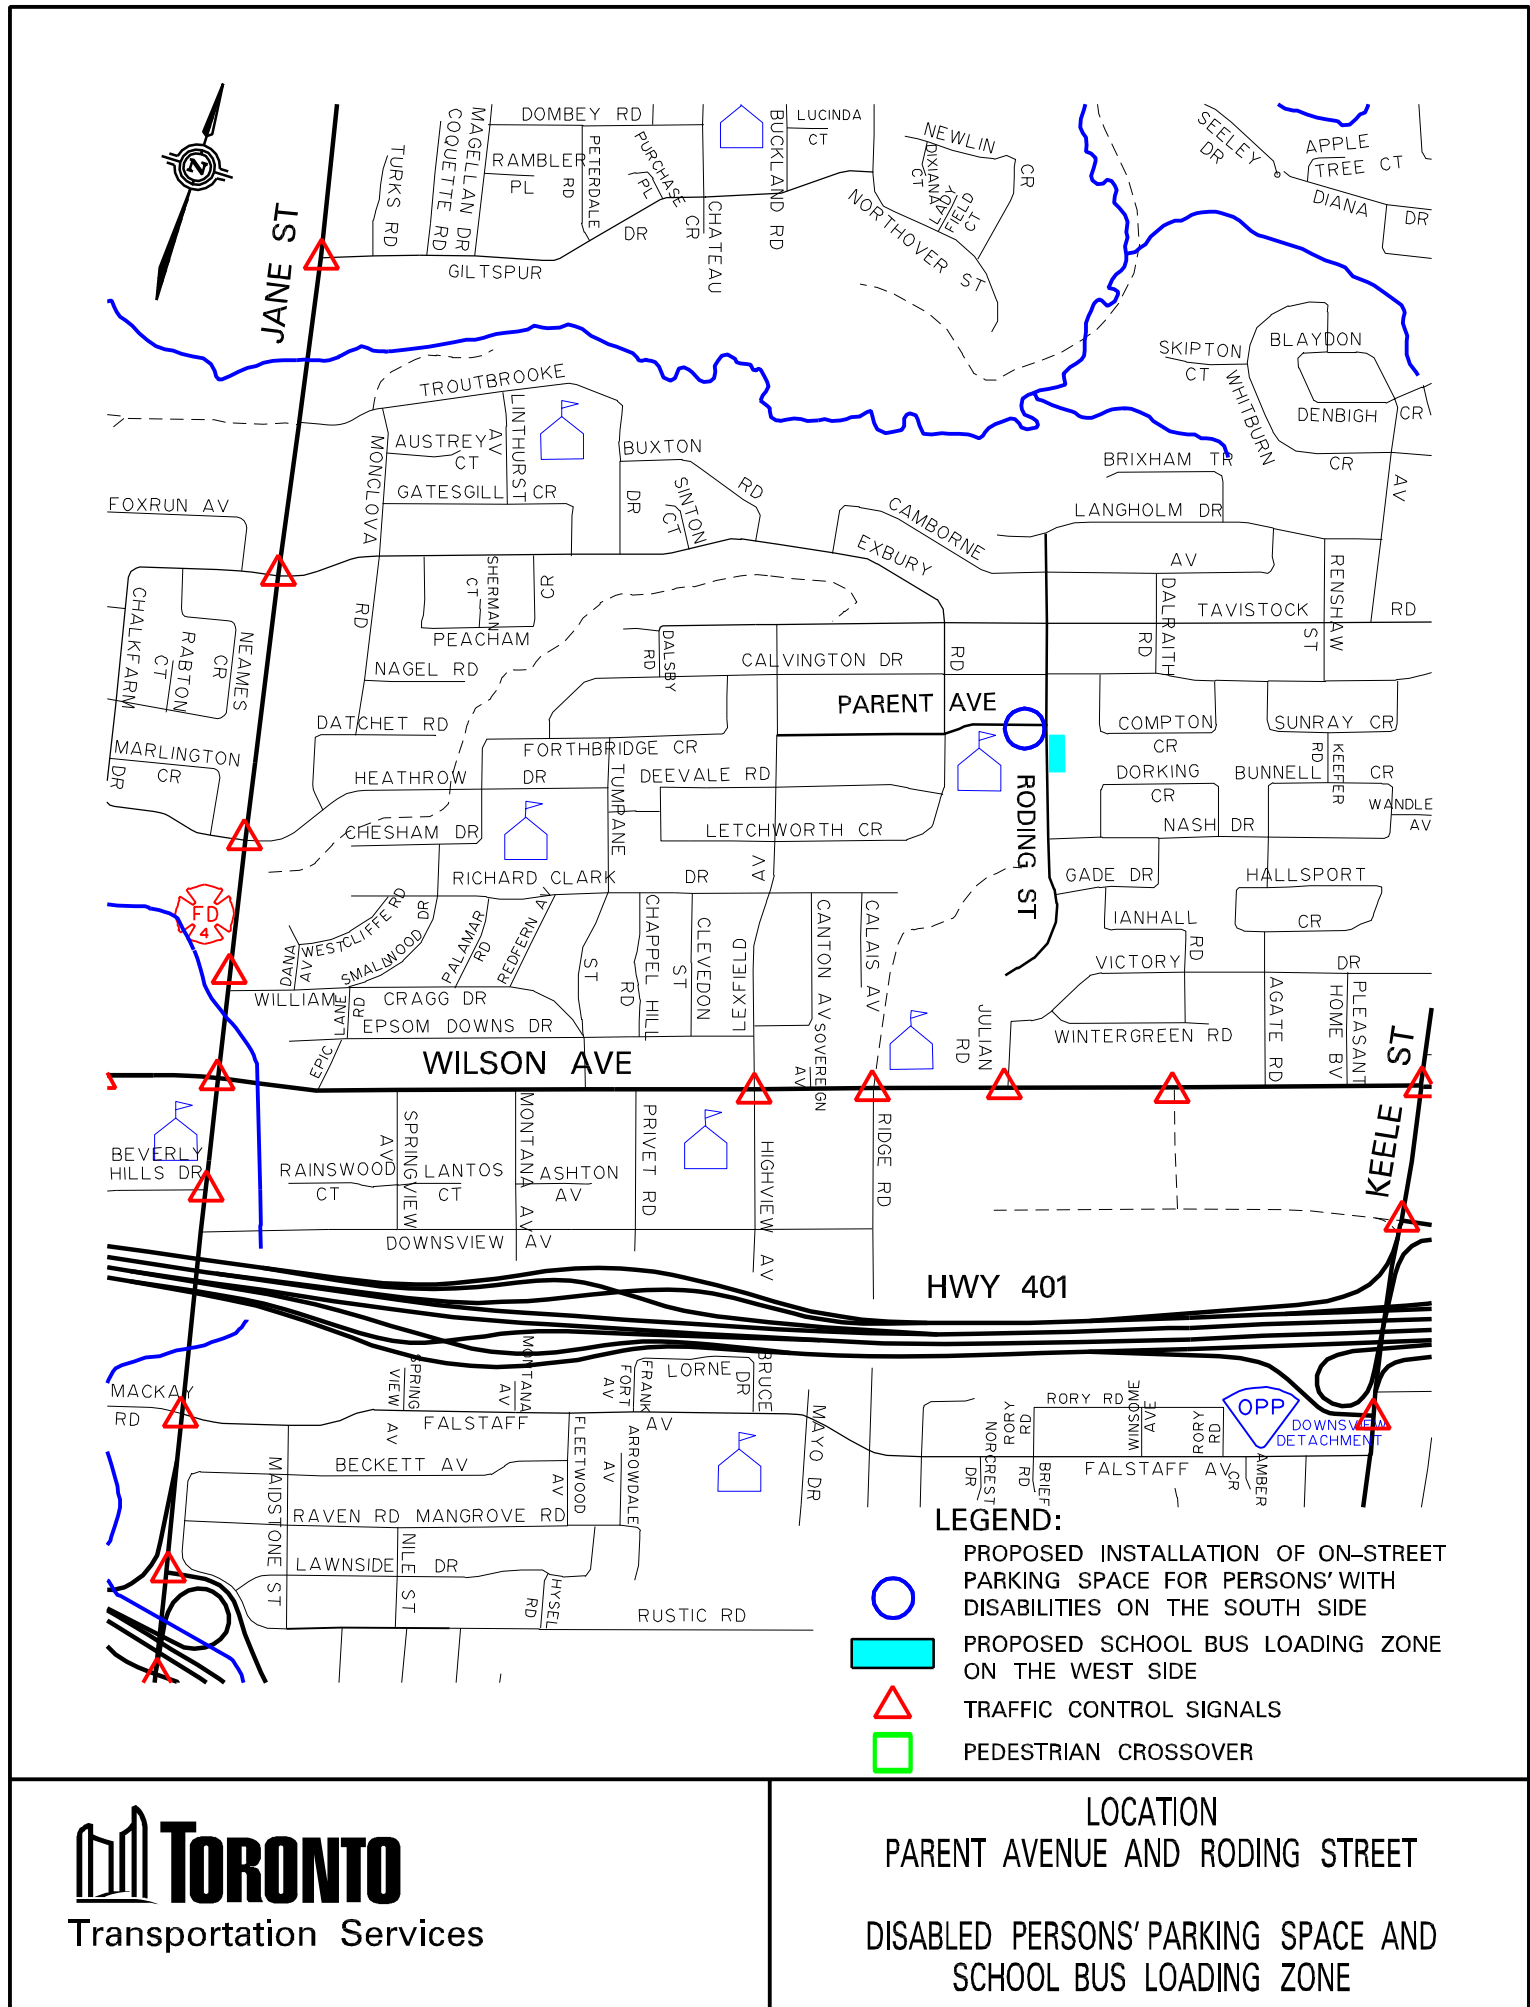 DOMBEY RD
LUCINDA
CT
NEWLIN
CR
SEELEY
DR
APPLE
TREE CT
DIANA DR
MAGELLAN DR
COQUETTE RD
TURKS RD
RAMBLER
PL
PETERDALE
RD
PURCHASE
PL
CR
CHATEAU
BUCKLAND RD
DIXIANA
CT
LADY
FIELD
CT
NORTHOVER ST
DR
GILTSPUR
N
JANE ST
TROUTBROOKE
SKIPTON
CT
BLAYDON
DENBIGH CR
WHITBURN
CR
AV
LINTHURST
AV
AUSTREY
CT
MONCLOVA
RD
GATESGILL CR
BUXTON
RD
DR
SINTON
CT
BRIXHAM TR
LANGHOLM DR
FOXRUN AV
CAMBORNE
EXBURY
AV
RENSHAW
ST
DALRAITH
RD
TAVISTOCK RD
SHERMAN
CT
CR
PEACHAM
CHALKFARM
DR
RABTON
CT
NEAMES
CR
NAGEL RD
DALSBY
RD
CALVINGTON DR
RD
PARENT AVE
COMPTON
CR
SUNRAY CR
DATCHET RD
FORTHBRIDGE CR
MARLINGTON
CR
HEATHROW DR
TUMPANE
DEEVALE RD
DORKING
CR
BUNNELL CR
KEEFER
RD
WANDLE
AV
RODING ST
CHESHAM DR
LETCHWORTH CR
NASH DR
RICHARD CLARK DR
AV
GADE DR
HALLSPORT
CR
FD
4
DANA
AV
WESTCLIFFE RD
SMALLWOOD DR
PALAMAR
RD
REDFERN AV
ST
CHAPPEL HILL
RD
CLEVEDON
ST
LEXFIELD
CANTON AV
CALAIS AV
IANHALL
RD
VICTORY DR
WILLIAM CRAGG DR
LANE
RD
EPIC
EPSOM DOWNS DR
SOVEREIGN
AV
JULIAN
RD
WINTERGREEN RD
AGATE RD
PLEASANT
HOME BV
WILSON AVE
KEELE ST
BEVERLY
HILLS DR
RAINSWOOD
CT
SPRINGVIEW
AV
LANTOS
CT
MONTANA AV
ASHTON
AV
PRIVET RD
HIGHVIEW AV
RIDGE RD
DOWNSVIEW AV
HWY 401
MACKAY
RD
SPRING
VIEW
AV
MONTANA
AV
FRANK
FORT
AV
LORNE
BRUCE
DR
FALSTAFF AV
MAYO DR
RORY RD
RORY
RD
WINSOME
AVE
RORY
RD
OPP
DOWNSVIEW
DETACHMENT
NORCREST
DR
BRIEF
RD
FALSTAFF AV
AMBER
CR
MAIDSTONE ST
BECKETT AV
FLEETWOOD
AV
ARROWDALE
AV
RAVEN RD MANGROVE RD
LAWNSIDE DR
NILE ST
HYSEL
RD
RUSTIC RD
LEGEND:
PROPOSED INSTALLATION OF ON-STREET
PARKING SPACE FOR PERSONS' WITH
DISABILITIES ON THE SOUTH SIDE
PROPOSED SCHOOL BUS LOADING ZONE
ON THE WEST SIDE
TRAFFIC CONTROL SIGNALS
PEDESTRIAN CROSSOVER
TORONTO
Transportation Services
LOCATION
PARENT AVENUE AND RODING STREET
DISABLED PERSONS' PARKING SPACE AND
SCHOOL BUS LOADING ZONE